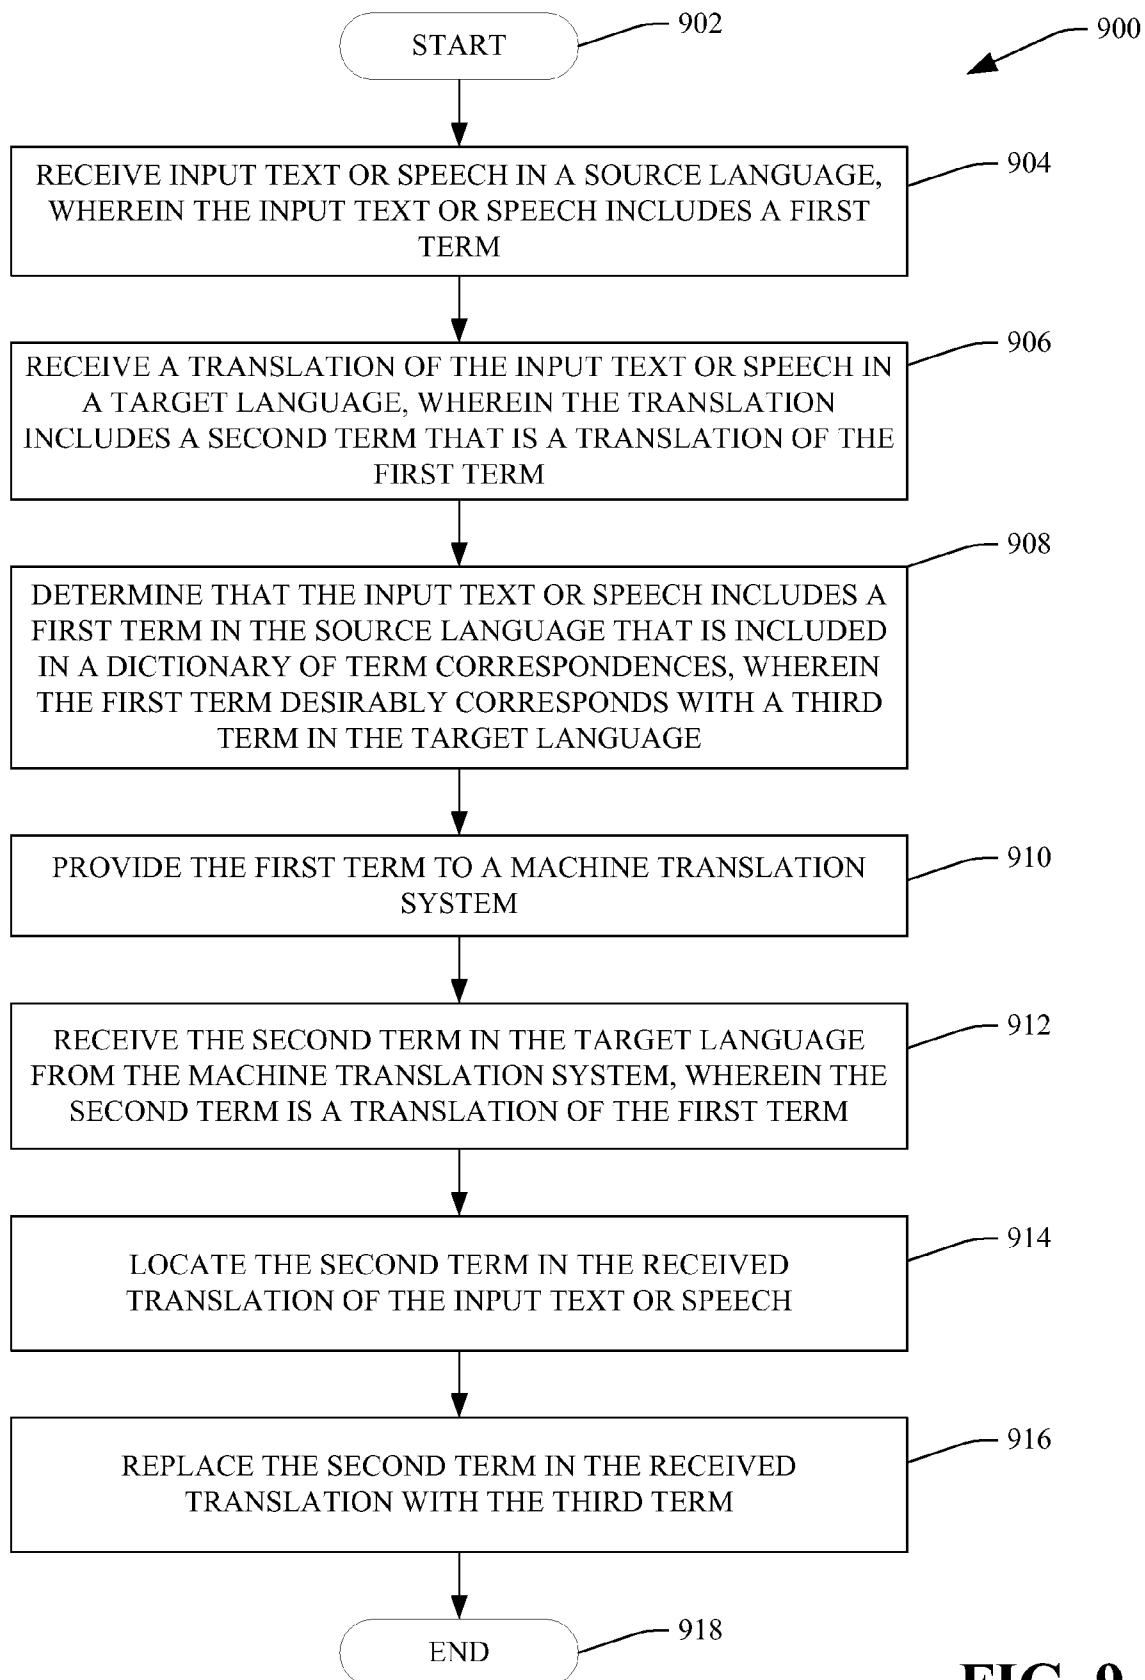 START
902
900
RECEIVE INPUT TEXT OR SPEECH IN A SOURCE LANGUAGE,
WHEREIN THE INPUT TEXT OR SPEECH INCLUDES A FIRST
TERM
904
RECEIVE A TRANSLATION OF THE INPUT TEXT OR SPEECH IN
A TARGET LANGUAGE, WHEREIN THE TRANSLATION
INCLUDES A SECOND TERM THAT IS A TRANSLATION OF THE
FIRST TERM
906
DETERMINE THAT THE INPUT TEXT OR SPEECH INCLUDES A
FIRST TERM IN THE SOURCE LANGUAGE THAT IS INCLUDED
IN A DICTIONARY OF TERM CORRESPONDENCES, WHEREIN
THE FIRST TERM DESIRABLY CORRESPONDS WITH A THIRD
TERM IN THE TARGET LANGUAGE
908
PROVIDE THE FIRST TERM TO A MACHINE TRANSLATION
SYSTEM
910
RECEIVE THE SECOND TERM IN THE TARGET LANGUAGE
FROM THE MACHINE TRANSLATION SYSTEM, WHEREIN THE
SECOND TERM IS A TRANSLATION OF THE FIRST TERM
912
LOCATE THE SECOND TERM IN THE RECEIVED
TRANSLATION OF THE INPUT TEXT OR SPEECH
914
REPLACE THE SECOND TERM IN THE RECEIVED
TRANSLATION WITH THE THIRD TERM
916
END
918
FIG. 9